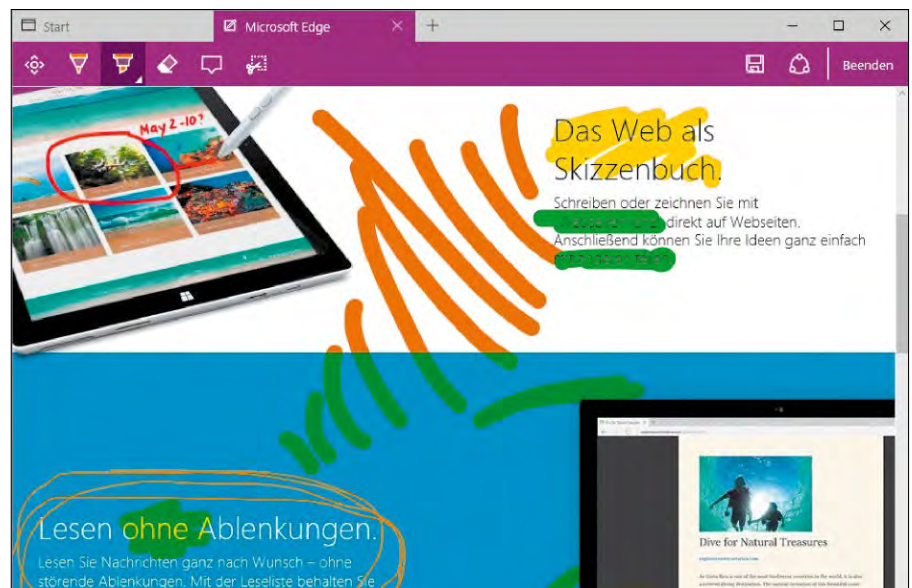 Start
Microsoft Edge
Beenden
May 2-10?
Das Web als
Skizzenbuch.
Schreiben oder zeichnen Sie mit
direkt auf Webseiten.
Anschließend können Sie Ihre Ideen ganz einfach
Lesen ohne Ablenkungen.
Lesen Sie Nachrichten ganz nach Wunsch – ohne
störende Ablenkungen. Mit der Leseliste behalten Sie
Dive for Natural Treasures